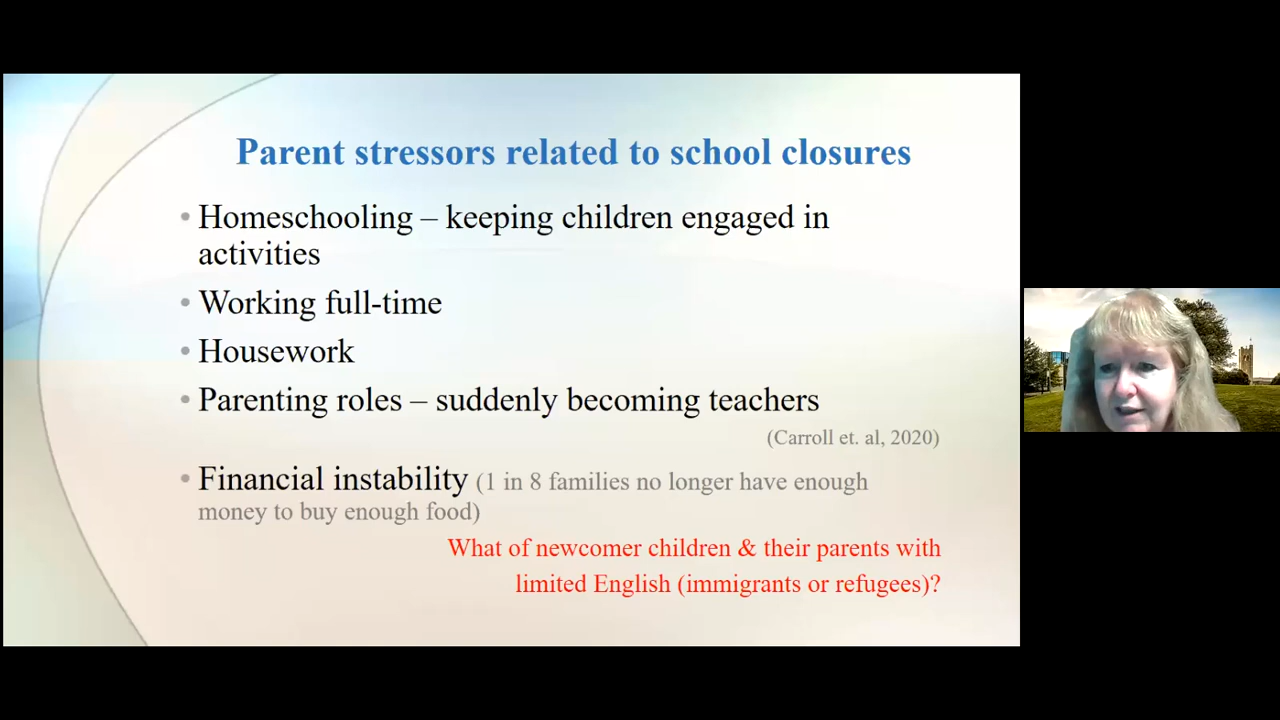 Parent stressors related to school closures
• Homeschooling – keeping children engaged in
activities
• Working full-time
• Housework
• Parenting roles – suddenly becoming teachers
(Carroll et. al, 2020)
• Financial instability (1 in 8 families no longer have enough
money to buy enough food)
What of newcomer children & their parents with
limited English (immigrants or refugees)?